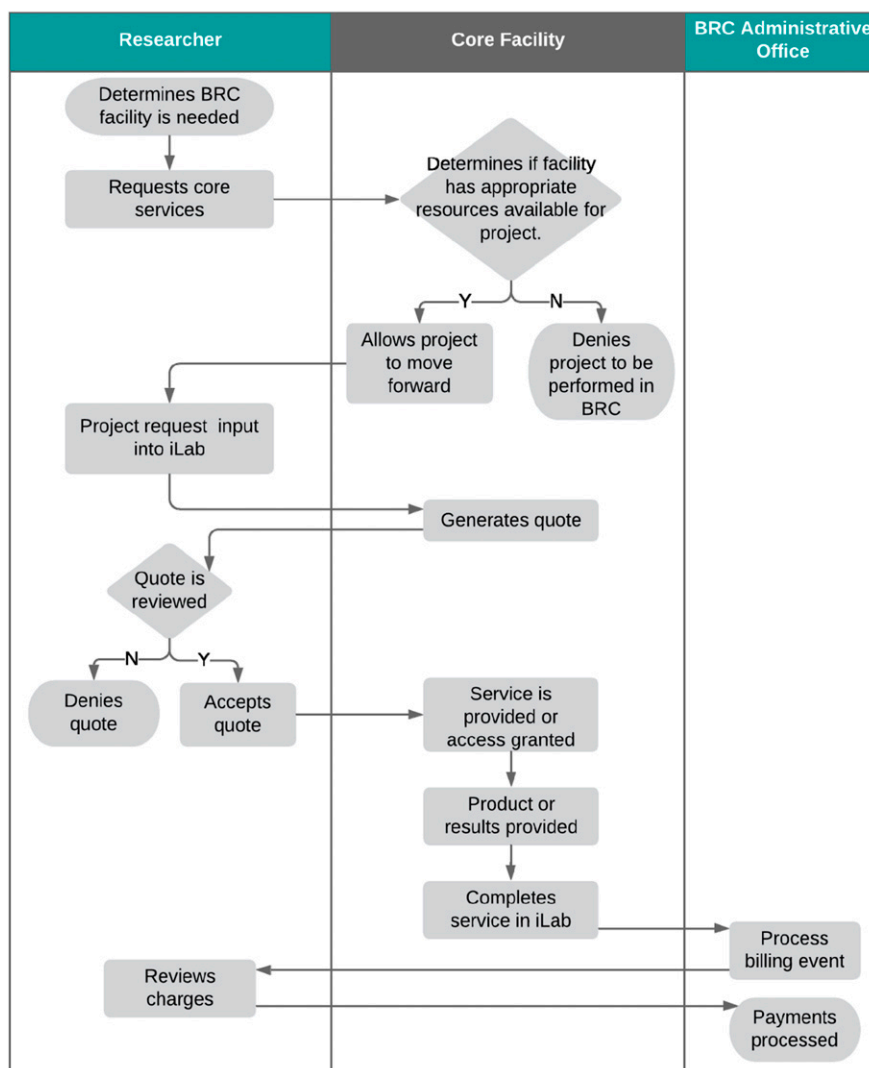 Researcher
Core Facility
BRC Administrative
Office
Determines BRC
facility is needed
Requests core
services
Determines if facility
has appropriate
resources available for
project.
Y
N
Allows project
to move
forward
Denies
project to be
performed in
BRC
Project request input
into iLab
Generates quote
Quote is
reviewed
N
Y
Denies
quote
Accepts
quote
Service is
provided or
access granted
Product or
results provided
Completes
service in iLab
Process
billing event
Reviews
charges
Payments
processed